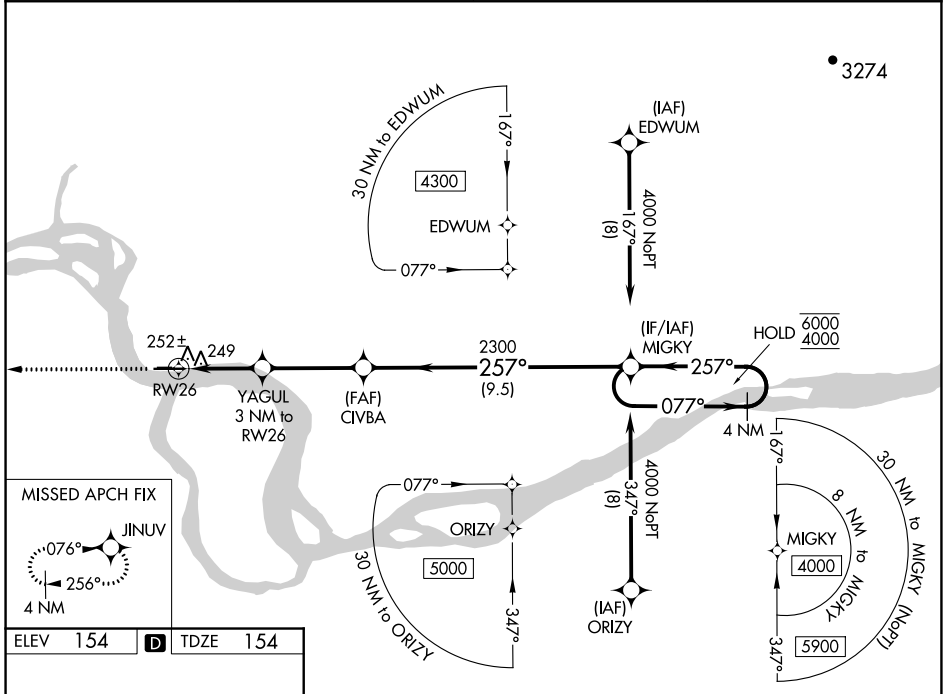 3274
30 NM to EDWUM
167°
4300
EDWUM
077°
(IAF)
EDWUM
4000 NoPT
167°
(8)
(IF/IAF)
MIGKY
HOLD
6000
4000
257°
077°
4 NM
2300
257°
(9.5)
252±
249
RW26
YAGUL
3 NM to
RW26
(FAF)
CIVBA
4000 NoPT
347°
(8)
(IAF)
ORIZY
077°
ORIZY
5000
347°
30 NM to ORIZY
167°
30 NM to MIGKY (NoPT)
8 NM to MIGKY
MIGKY
4000
347°
5900
MISSED APCH FIX
JINUV
076°
256°
4 NM
ELEV 154 D TDZE 154